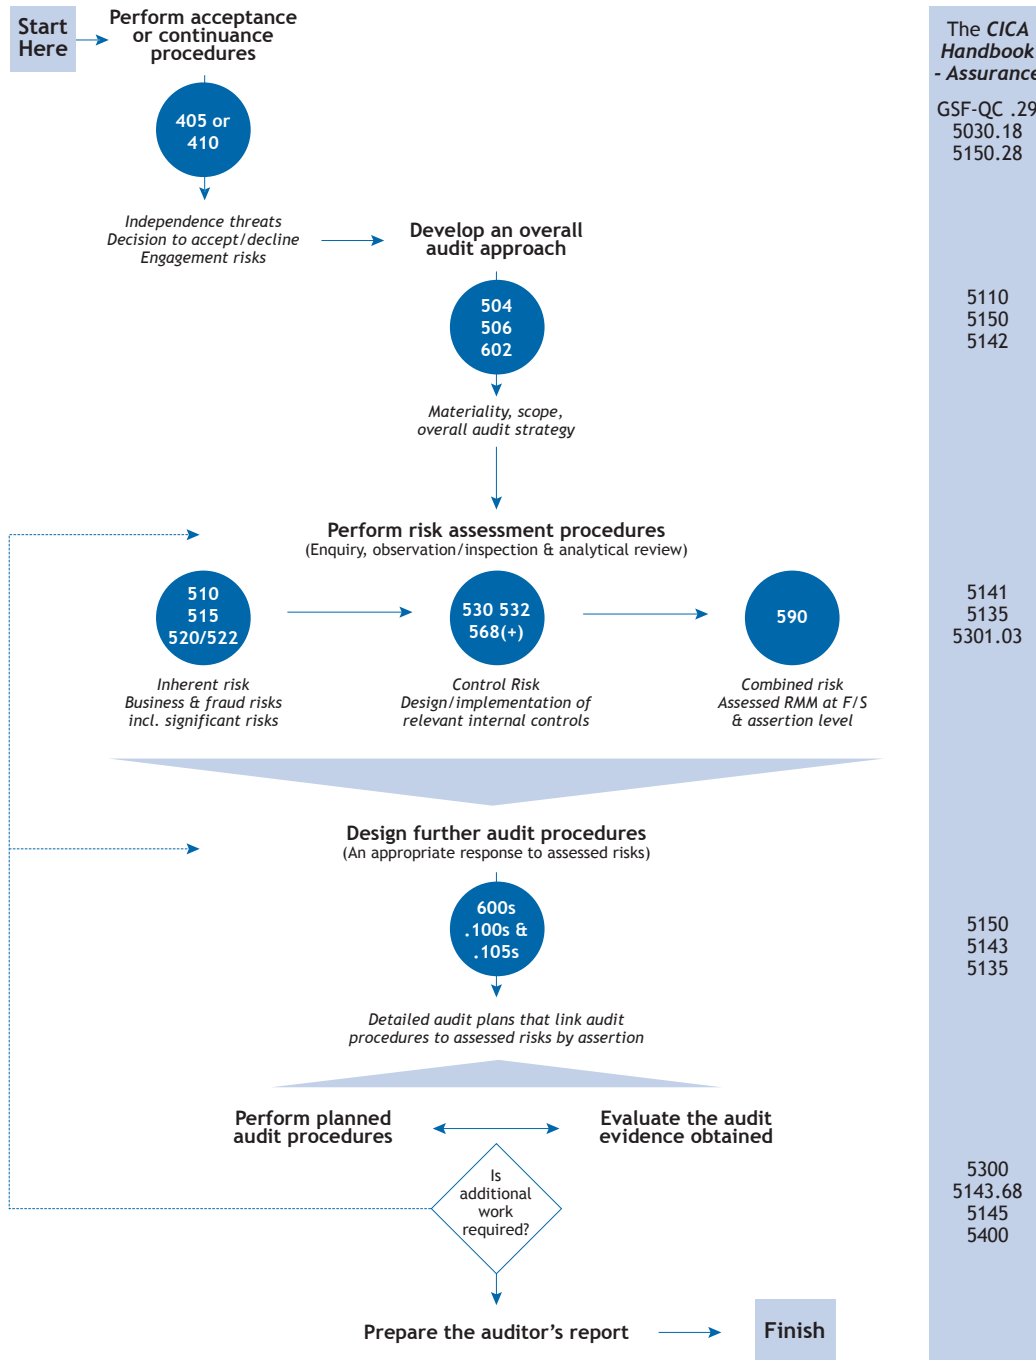 Start
Here
Perform acceptance
or continuance
procedures
405 or
410
Independence threats
Decision to accept/decline
Engagement risks
Develop an overall
audit approach
504
506
602
Materiality, scope,
overall audit strategy
Perform risk assessment procedures
(Enquiry, observation/inspection & analytical review)
510
515
520/522
Inherent risk
Business & fraud risks
incl. significant risks
530 532
568(+)
Control Risk
Design/implementation of
relevant internal controls
590
Combined risk
Assessed RMM at F/S
& assertion level
Design further audit procedures
(An appropriate response to assessed risks)
600s
.100s &
.105s
Detailed audit plans that link audit
procedures to assessed risks by assertion
Perform planned
audit procedures
Evaluate the audit
evidence obtained
Is
additional
work
required?
Prepare the auditor's report
Finish
The CICA
Handbook
- Assurance
GSF-QC .29
5030.18
5150.28
5110
5150
5142
5141
5135
5301.03
5150
5143
5135
5300
5143.68
5145
5400